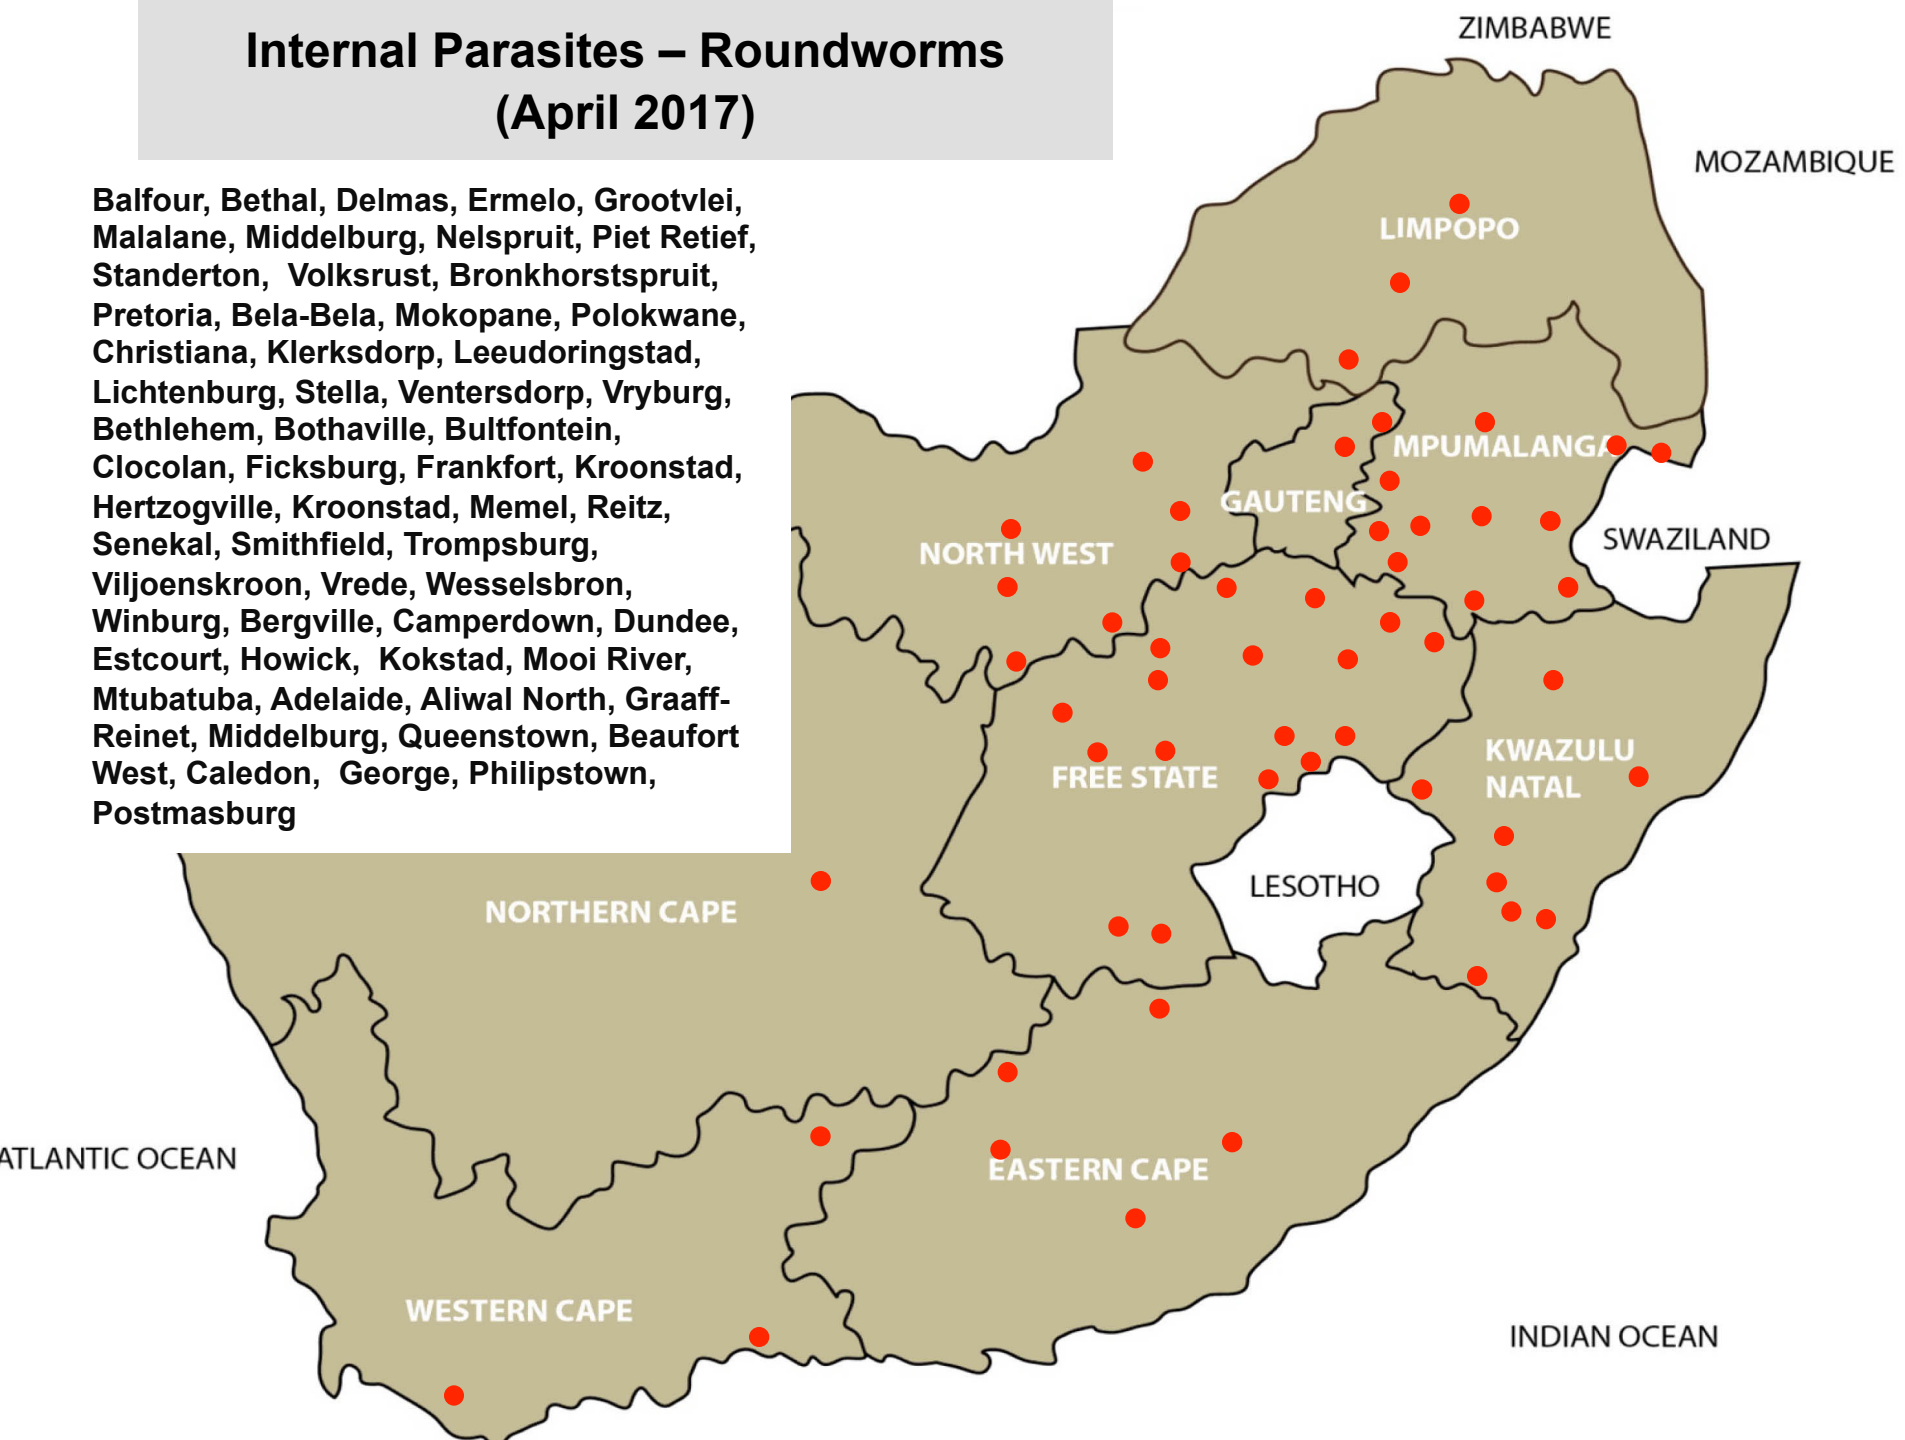 Internal Parasites – Roundworms
(April 2017)
Balfour, Bethal, Delmas, Ermelo, Grootvlei,
Malalane, Middelburg, Nelspruit, Piet Retief,
Standerton,  Volksrust, Bronkhorstspruit,
Pretoria, Bela-Bela, Mokopane, Polokwane,
Christiana, Klerksdorp, Leeudoringstad,
Lichtenburg, Stella, Ventersdorp, Vryburg,
Bethlehem, Bothaville, Bultfontein,
Clocolan, Ficksburg, Frankfort, Kroonstad,
Hertzogville, Kroonstad, Memel, Reitz,
Senekal, Smithfield, Trompsburg,
Viljoenskroon, Vrede, Wesselsbron,
Winburg, Bergville, Camperdown, Dundee,
Estcourt, Howick,  Kokstad, Mooi River,
Mtubatuba, Adelaide, Aliwal North, Graaff-
Reinet, Middelburg, Queenstown, Beaufort
West, Caledon,  George, Philipstown,
Postmasburg
ZIMBABWE
MOZAMBIQUE
LIMPOPO
MPUMALANGA
GAUTENG
SWAZILAND
NORTH WEST
KWAZULU
NATAL
FREE STATE
LESOTHO
NORTHERN CAPE
ATLANTIC OCEAN
EASTERN CAPE
WESTERN CAPE
INDIAN OCEAN